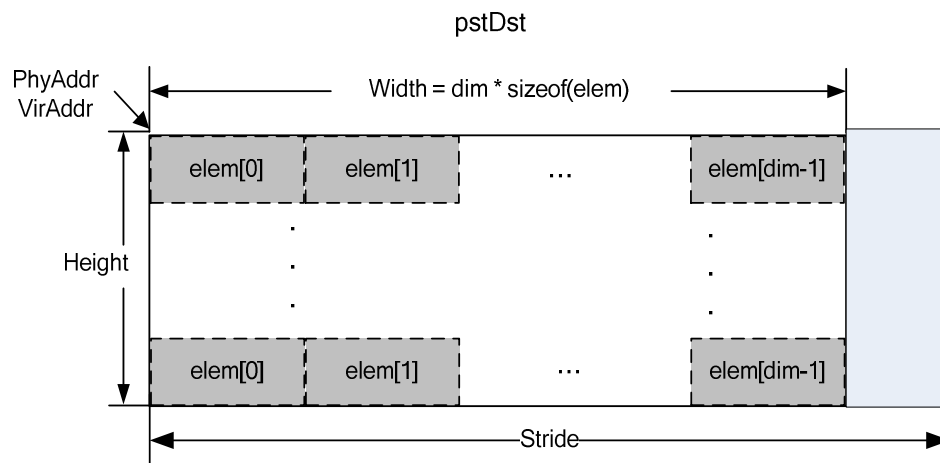 pstDst
PhyAddr
VirAddr
Width = dim * sizeof(elem)
elem[0] elem[1] ... elem[dim-1]
Height
elem[0] elem[1] ... elem[dim-1]
Stride